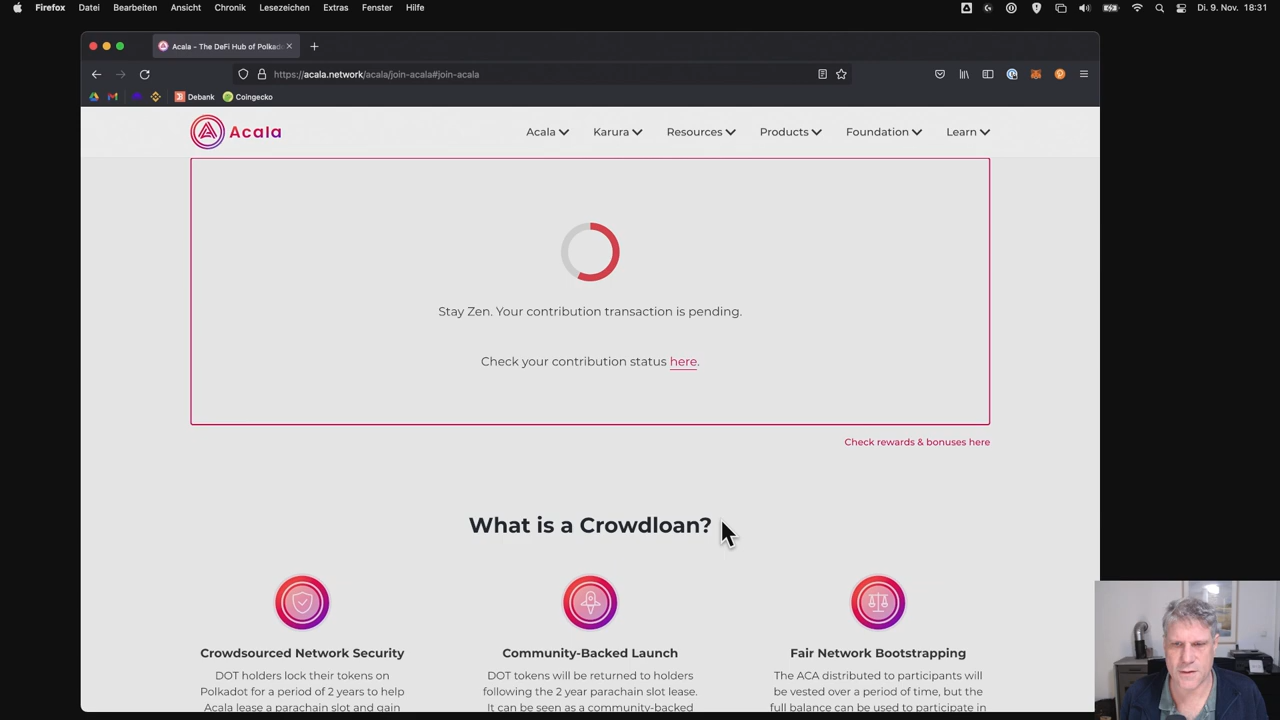 Firefox Datei Bearbeiten Ansicht Chronik Lesezeichen Extras Fenster Hilfe Di. 9. Nov. 18:31
Acala - The DeFi Hub of Polkad
https://acala.network/acala/join-acala#join-acala
Debank Coingecko
Acala Acala Karura Resources Products Foundation Learn
Stay Zen. Your contribution transaction is pending.
Check your contribution status here.
Check rewards & bonuses here
What is a Crowdloan?
Crowdsourced Network Security
DOT holders lock their tokens on
Polkadot for a period of 2 years to help
Acala lease a parachain slot and gain
Community-Backed Launch
DOT tokens will be returned to holders
following the 2 year parachain slot lease.
It can be seen as a community-backed
Fair Network Bootstrapping
The ACA distributed to participants will
be vested over a period of time, but the
full balance can be used to participate in